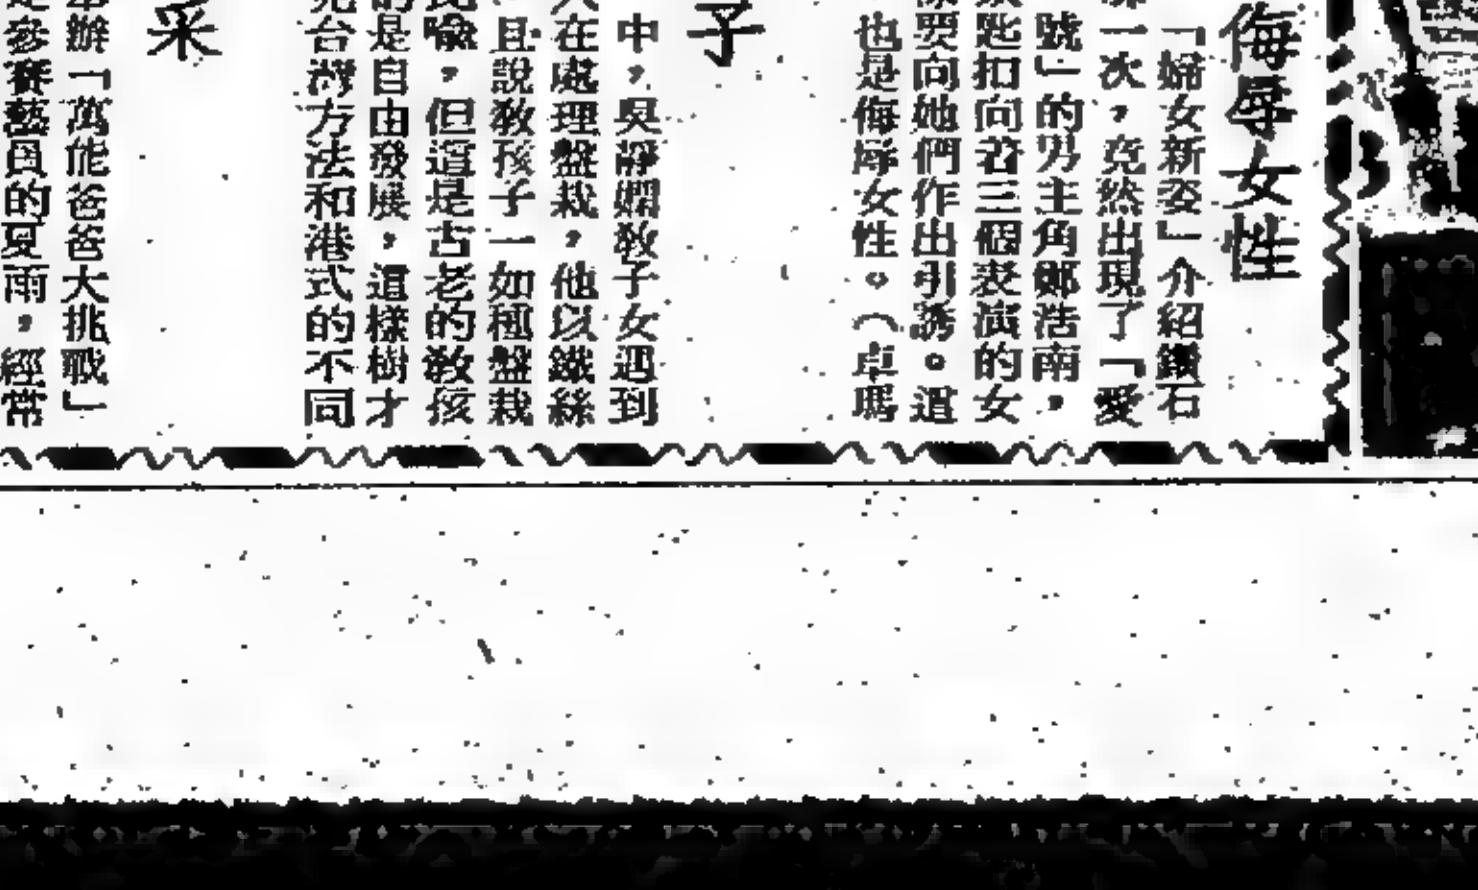 侮辱女性
「婦女新姿」介紹鑽石
一次，竟然出現了「愛
號」的男主角鄭浩南，
匙扣向着三個表演的女
要向她們作出引誘。這
也是侮辱女性。（卓瑪
子
中，吳靜嫻教子女遇到
在處理盤栽，他以鐵絲
且說教孩子一如種盤栽
喻，但這是古老的教孩
是自由發展，這樣樹才
台灣方法和港式的不同
采
辦「萬能爸爸大挑戰」
參賽藝員的夏雨，經常